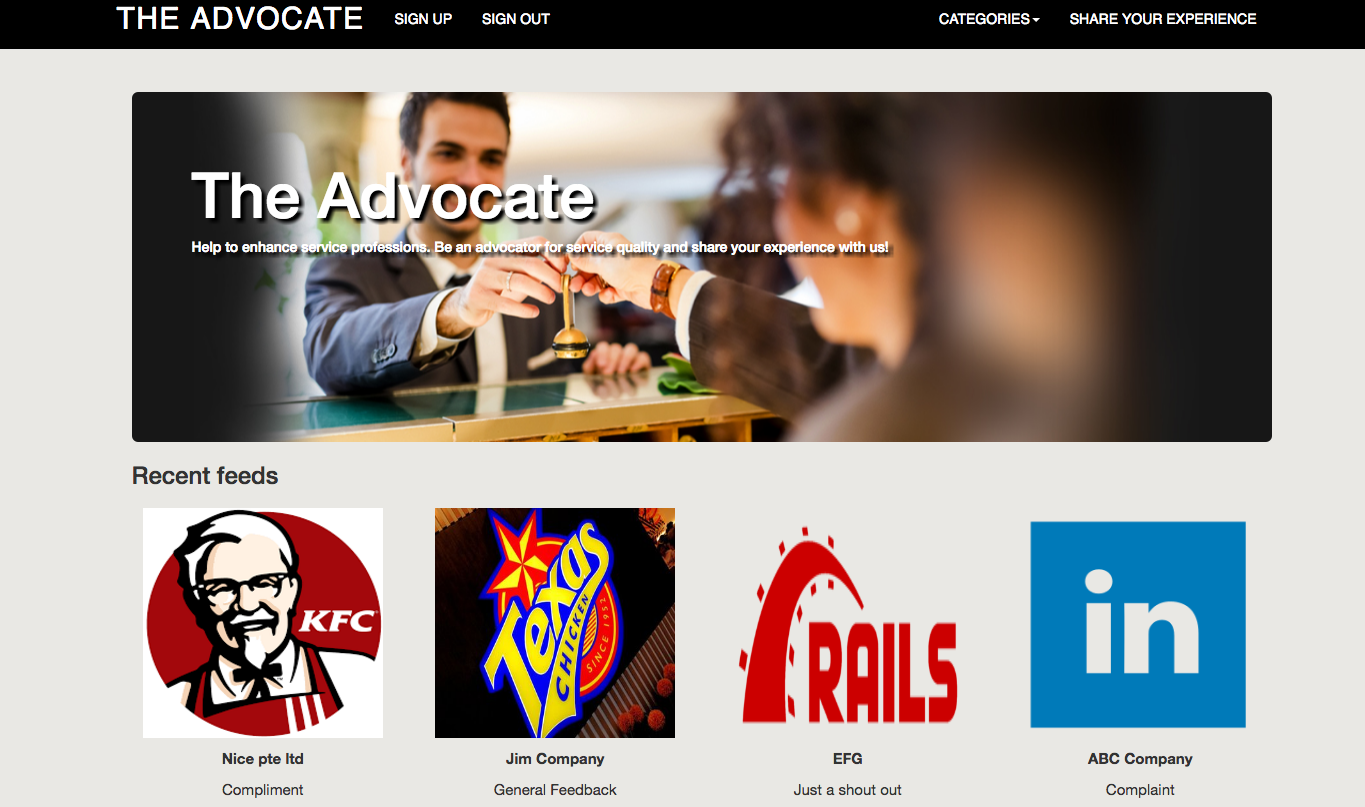 THE ADVOCATE SIGN UP SIGN OUT CATEGORIES SHARE YOUR EXPERIENCE
The Advocate
Help to enhance service professions. Be an advocator for service quality and share your experience with us!
Recent feeds
KFC
Texas
CHICKEN
SINCE 1952
RAILS
in
Nice pte ltd Jim Company EFG ABC Company
Compliment General Feedback Just a shout out Complaint